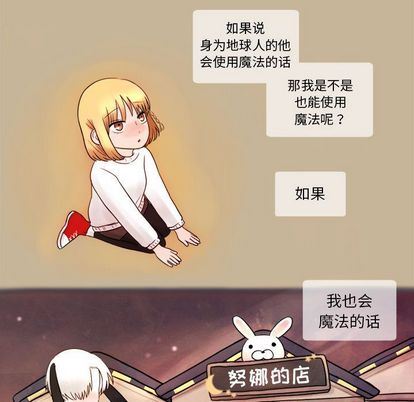 如果说
身为地球人的他
会使用魔法的话
那我是不是
也能使用
魔法呢？
如果
我也会
魔法的话
努娜的店